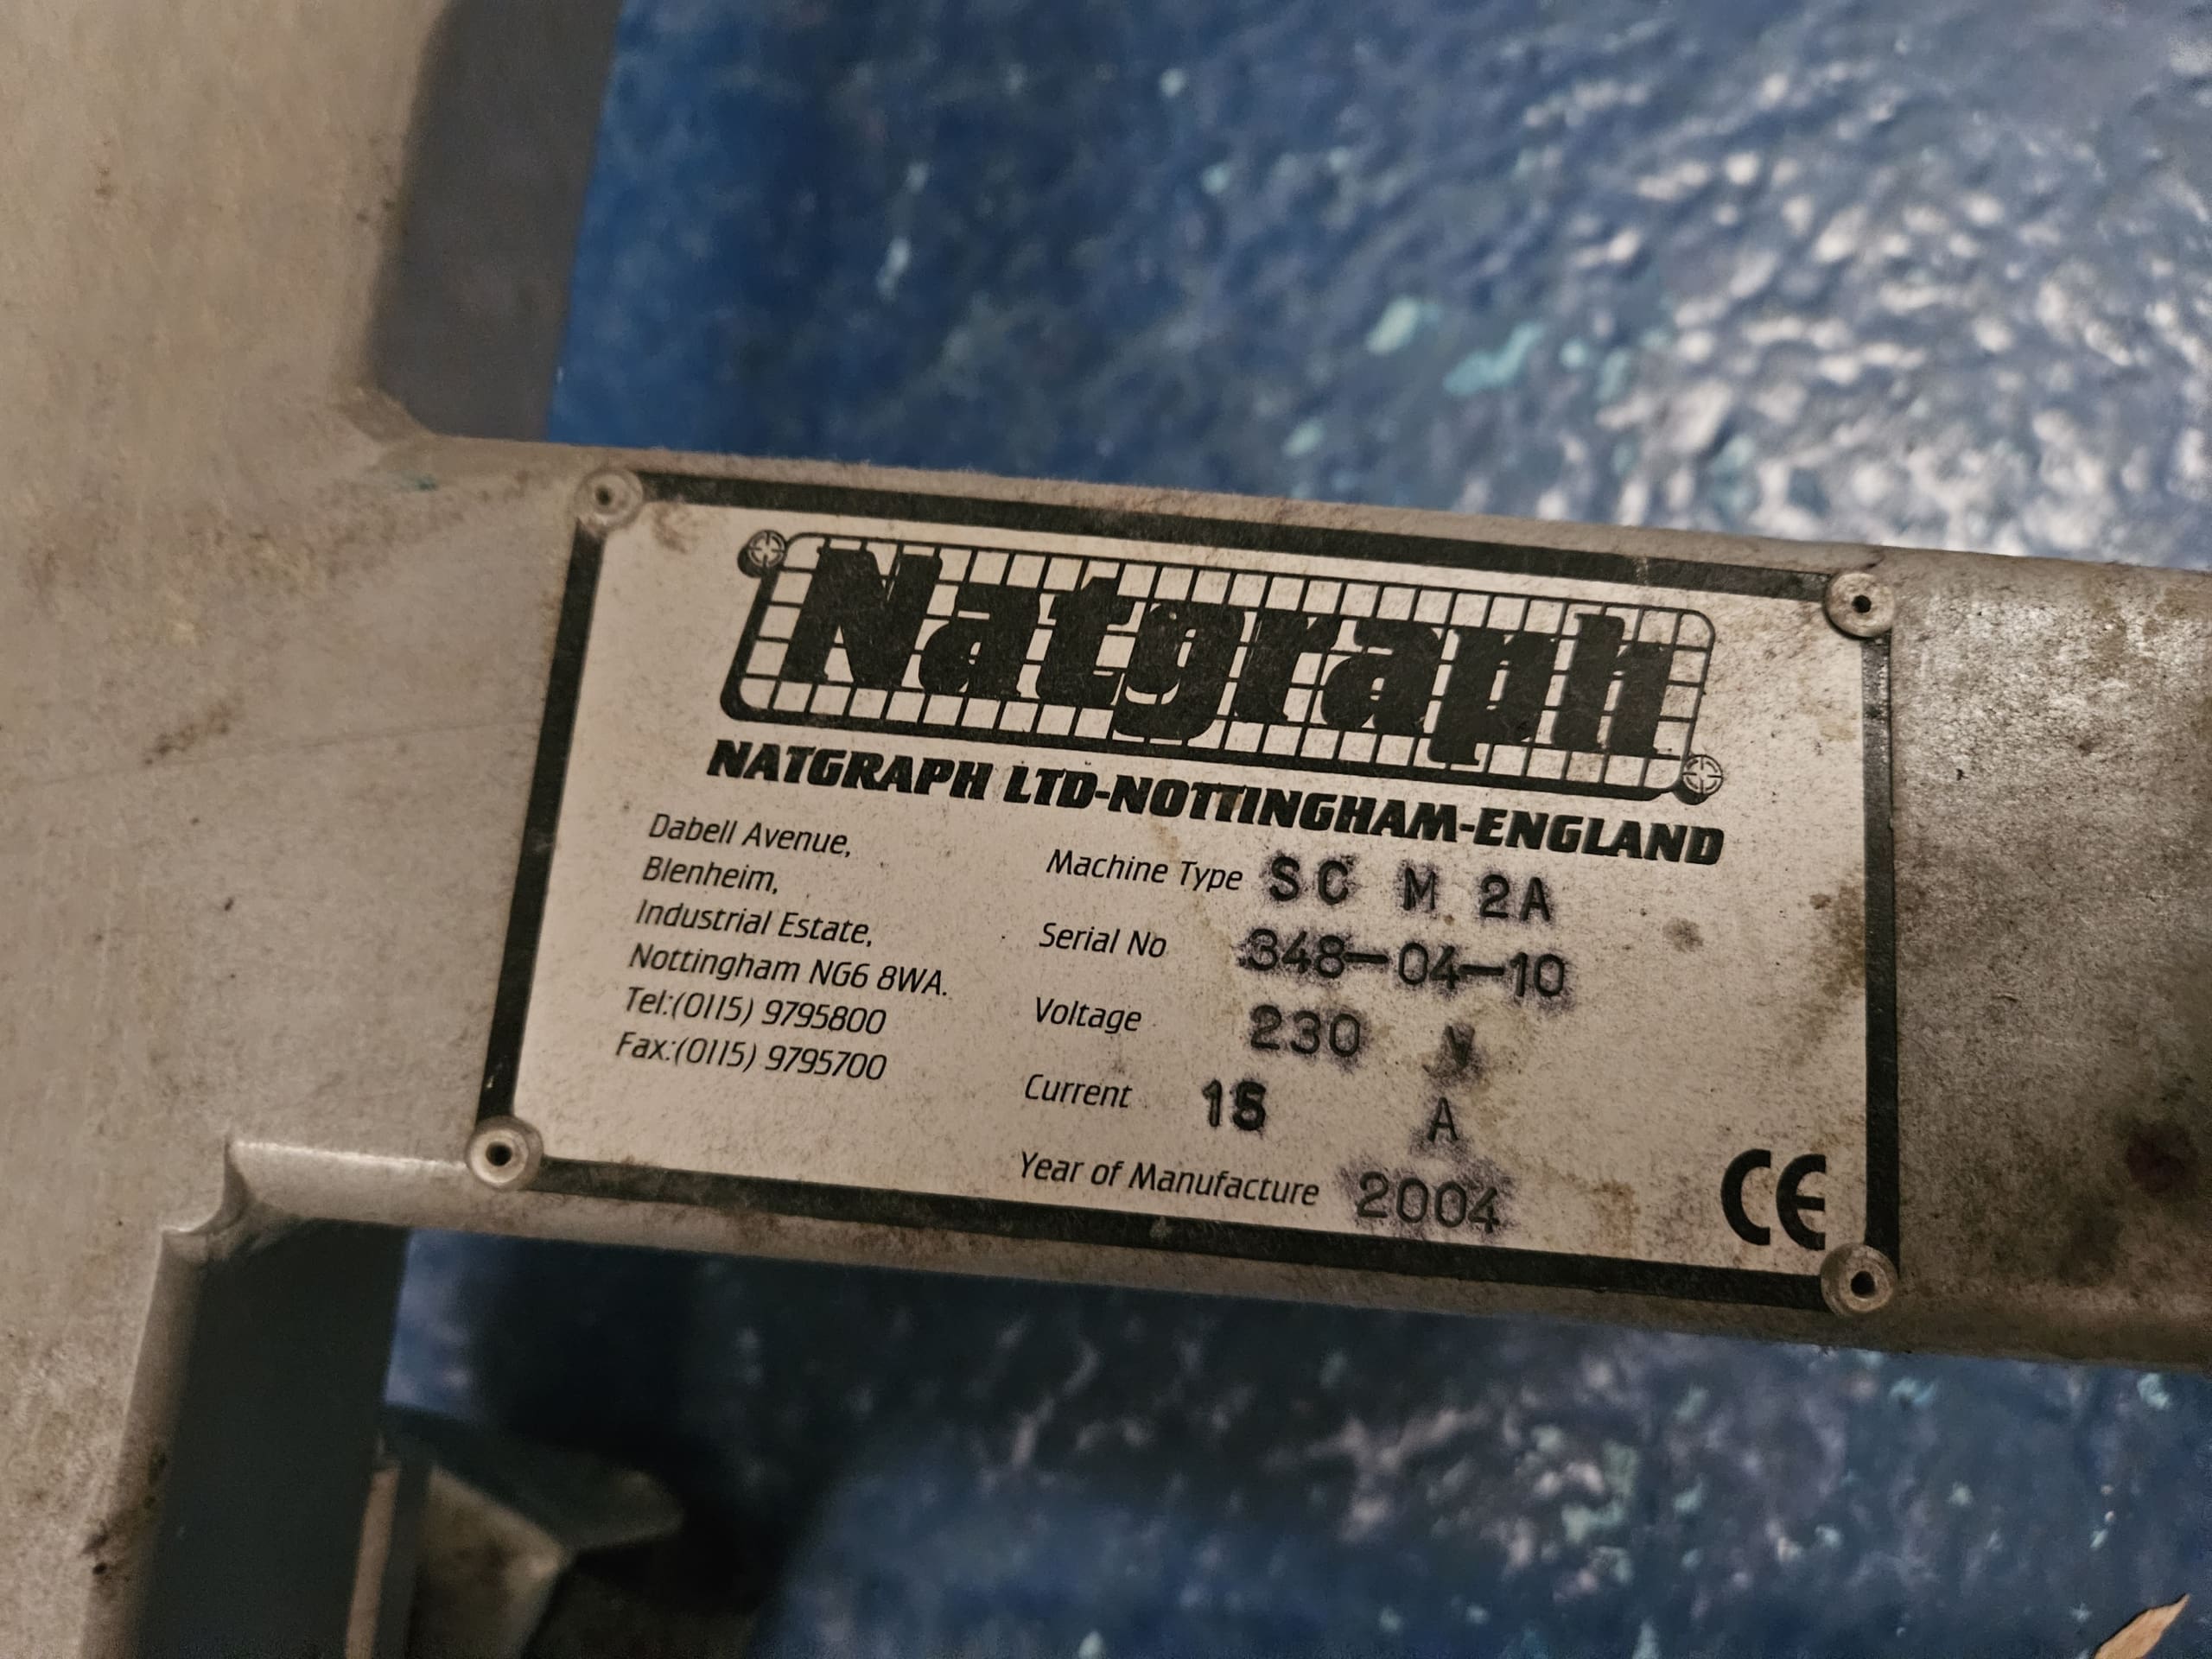 Natgraph
NATGRAPH LTD-NOTTINGHAM-ENGLAND
Dabell Avenue,
Blenheim,
Industrial Estate,
Nottingham NG6 8WA.
Tel:(0115) 9795800
Fax:(0115) 9795700
Machine Type SC M 2A
Serial No 348-04-10
Voltage 230 V
Current A
Year of Manufacture 2004
CE